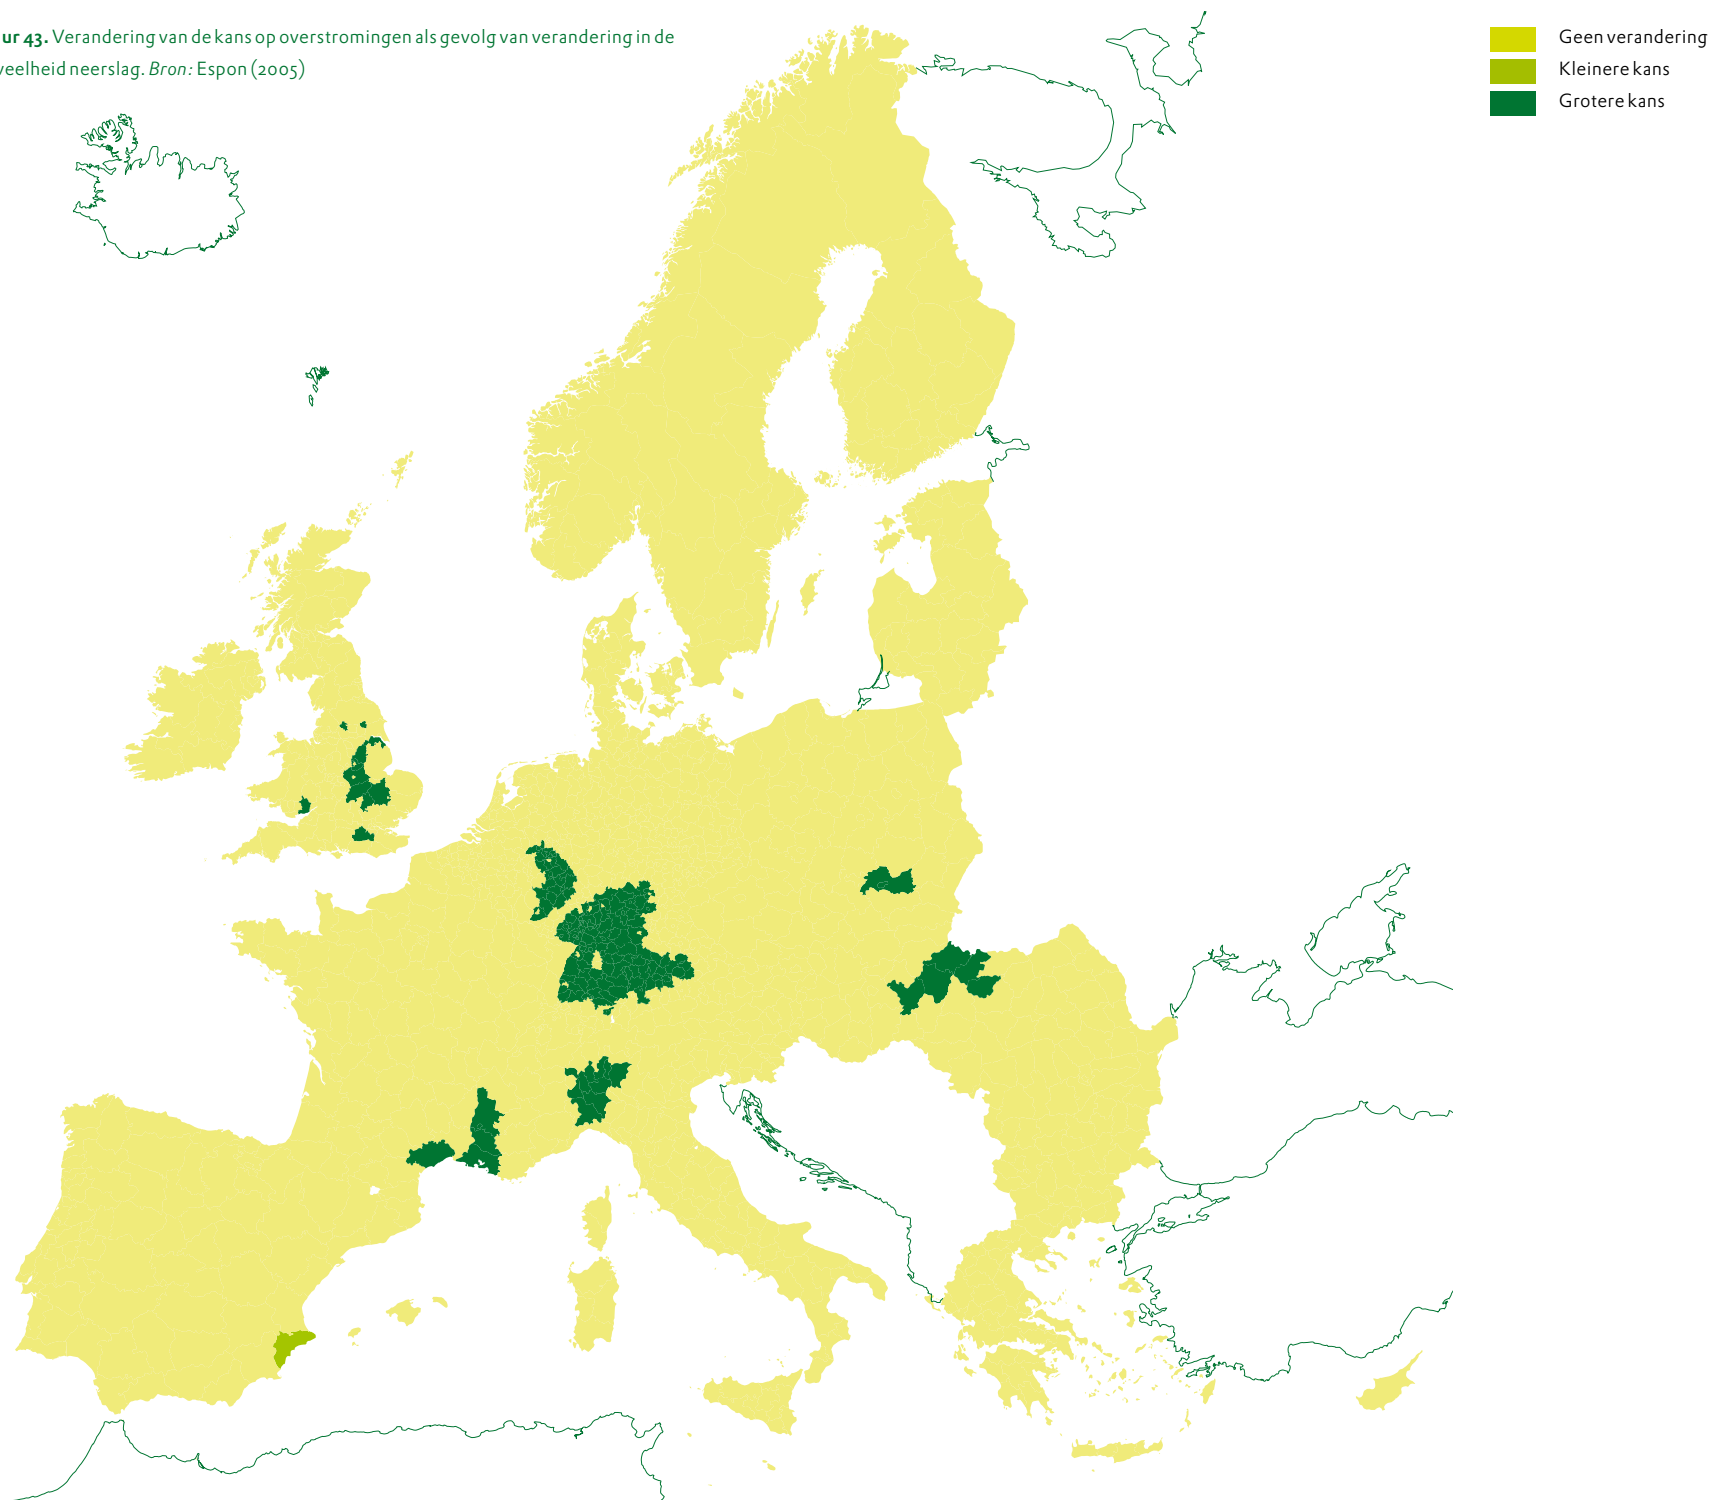 ur 43. Verandering van de kans op overstromingen als gevolg van verandering in de
veelheid neerslag. Bron: Espon (2005)
Geen verandering
Kleinere kans
Grotere kans